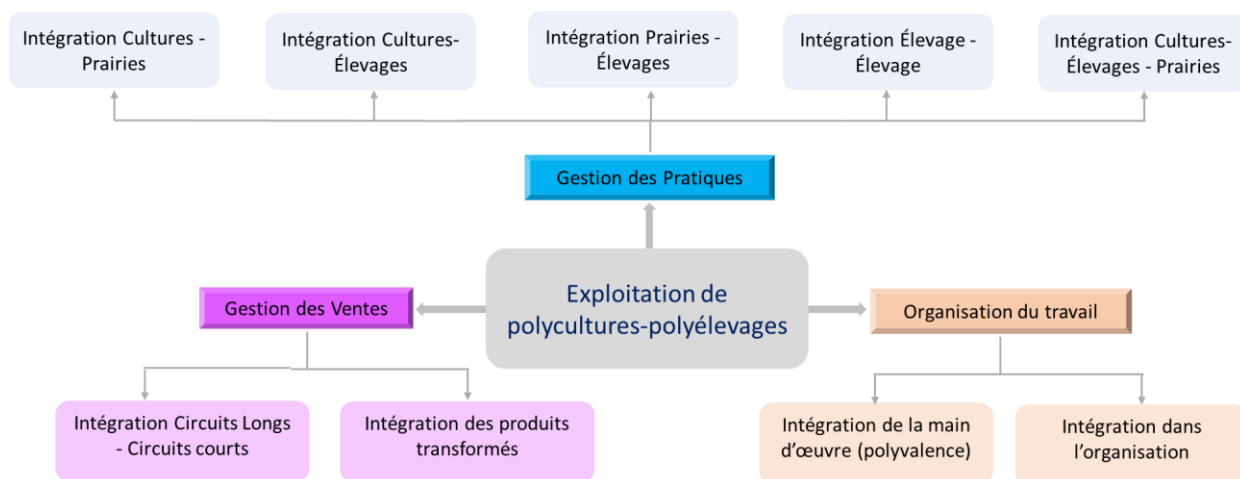 Intégration Cultures -
Prairies
Intégration Cultures-
Élevages
Intégration Prairies -
Élevages
Intégration Élevage -
Élevage
Intégration Cultures-
Élevages - Prairies
Gestion des Pratiques
Exploitation de
polycultures-polyélevages
Gestion des Ventes
Organisation du travail
Intégration Circuits Longs
- Circuits courts
Intégration des produits
transformés
Intégration de la main
d’œuvre (polyvalence)
Intégration dans
l’organisation